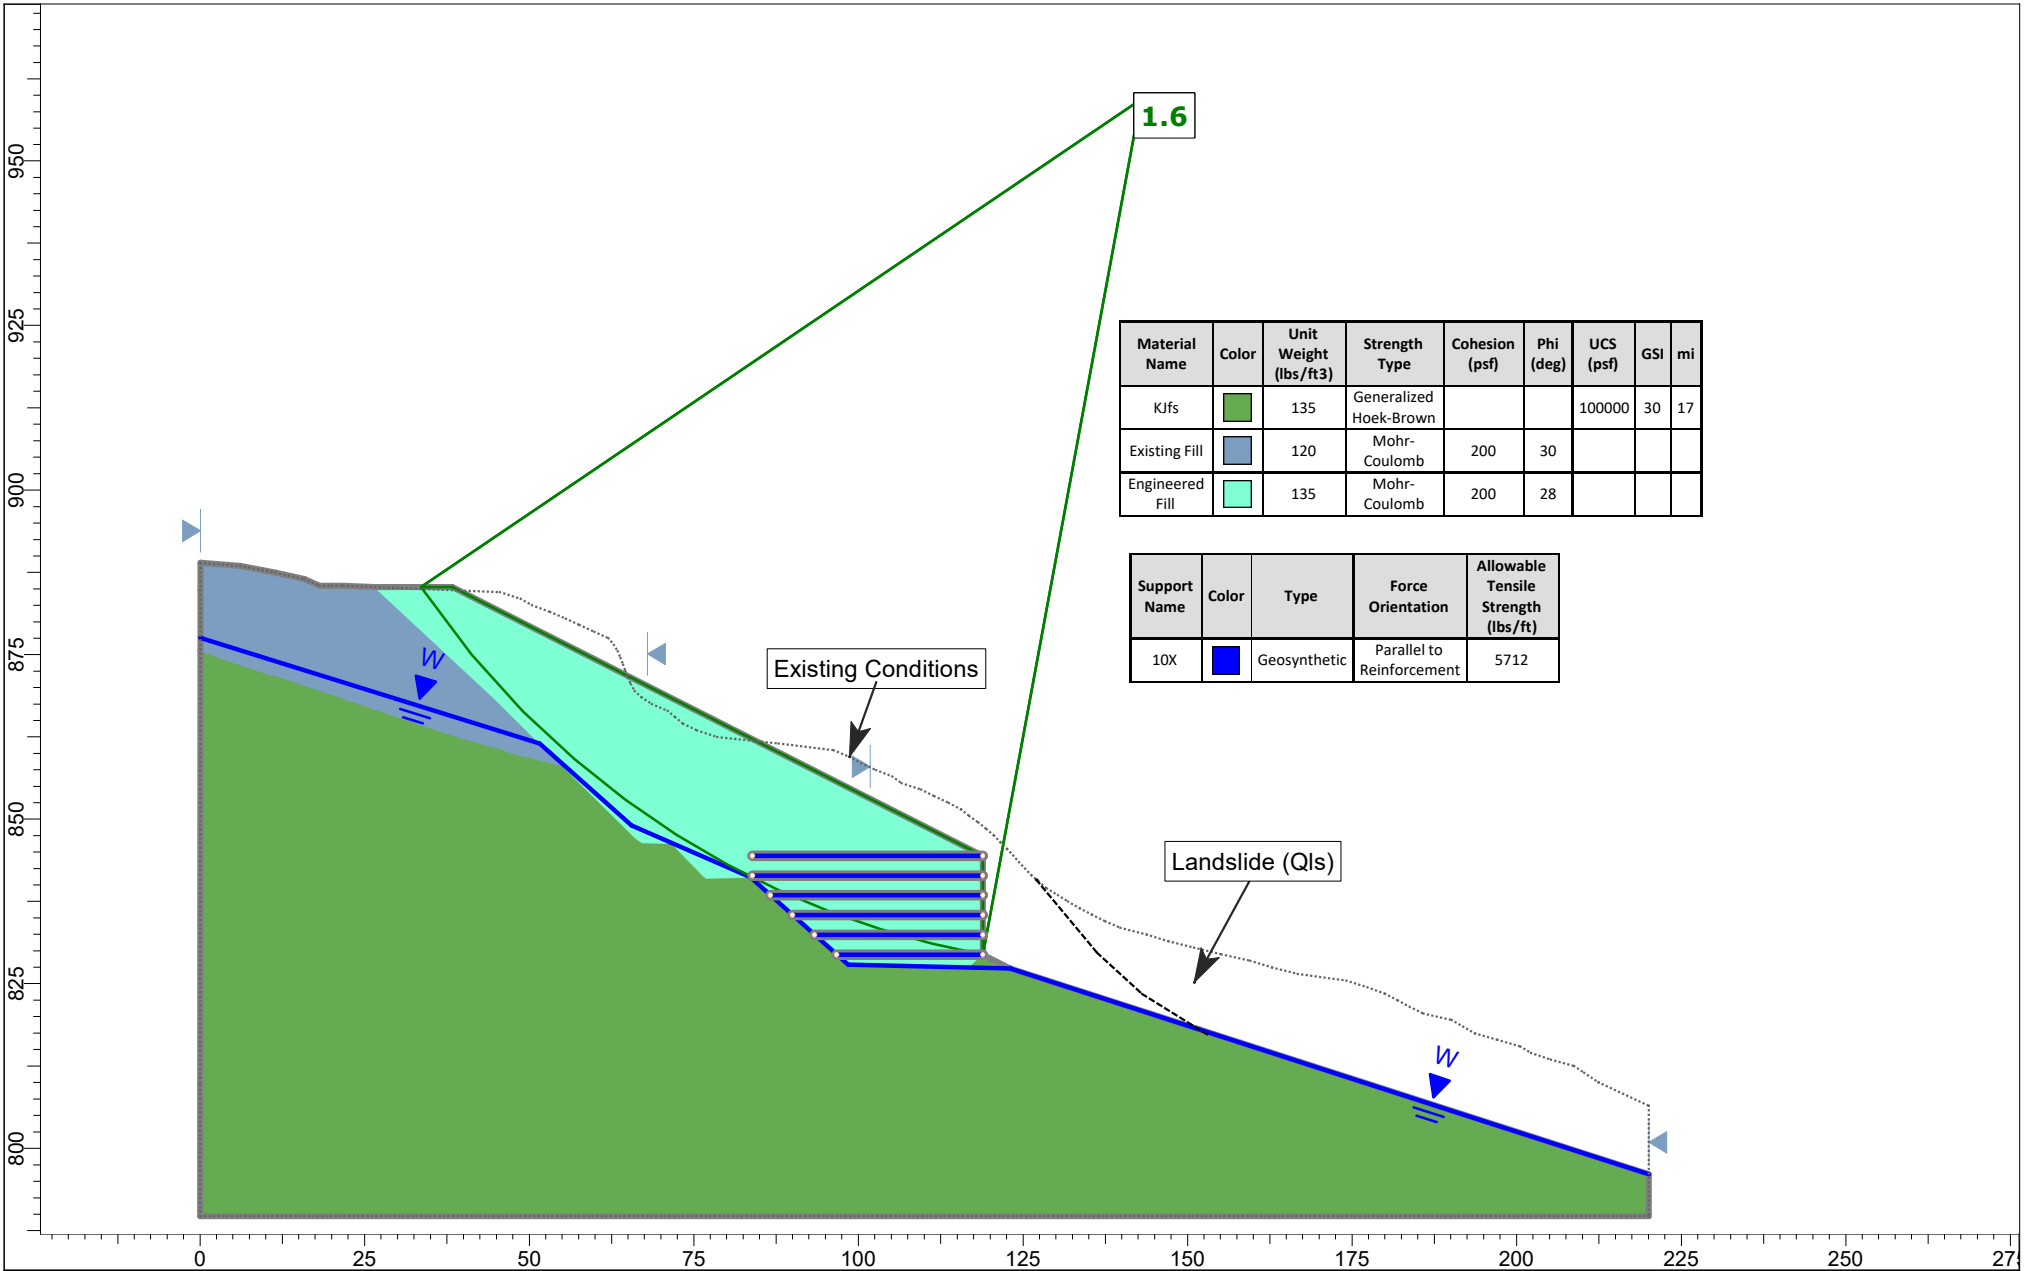 1.6
950
925
900
875
850
825
800
Material Name Color Unit Weight (lbs/ft3) Strength Type Cohesion (psf) Phi (deg) UCS (psf) GSI mi
KJfs 135 Generalized Hoek-Brown 100000 30 17
Existing Fill 120 Mohr-Coulomb 200 30
Engineered Fill 135 Mohr-Coulomb 200 28
Support Name Color Type Force Orientation Allowable Tensile Strength (lbs/ft)
10X Geosynthetic Parallel to Reinforcement 5712
W
Existing Conditions
Landslide (Qls)
W
0 25 50 75 100 125 150 175 200 225 250